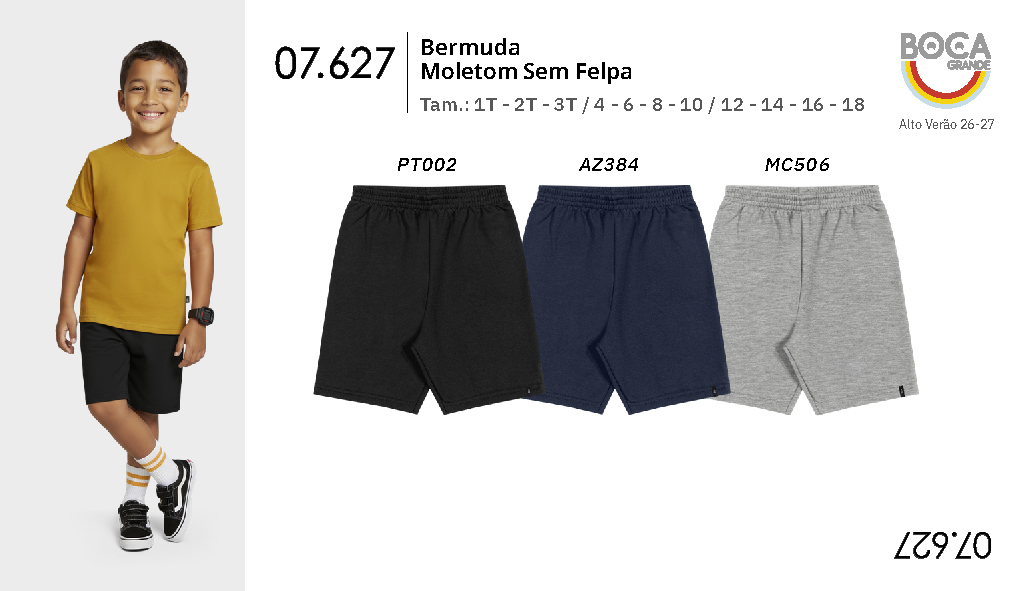 07.627
Bermuda
Moletom Sem Felpa
Tam.: 1T - 2T - 3T / 4 - 6 - 8 - 10 / 12 - 14 - 16 - 18
BOCA
GRANDE
Alto Verão 26-27
PT002
AZ384
MC506
07.627